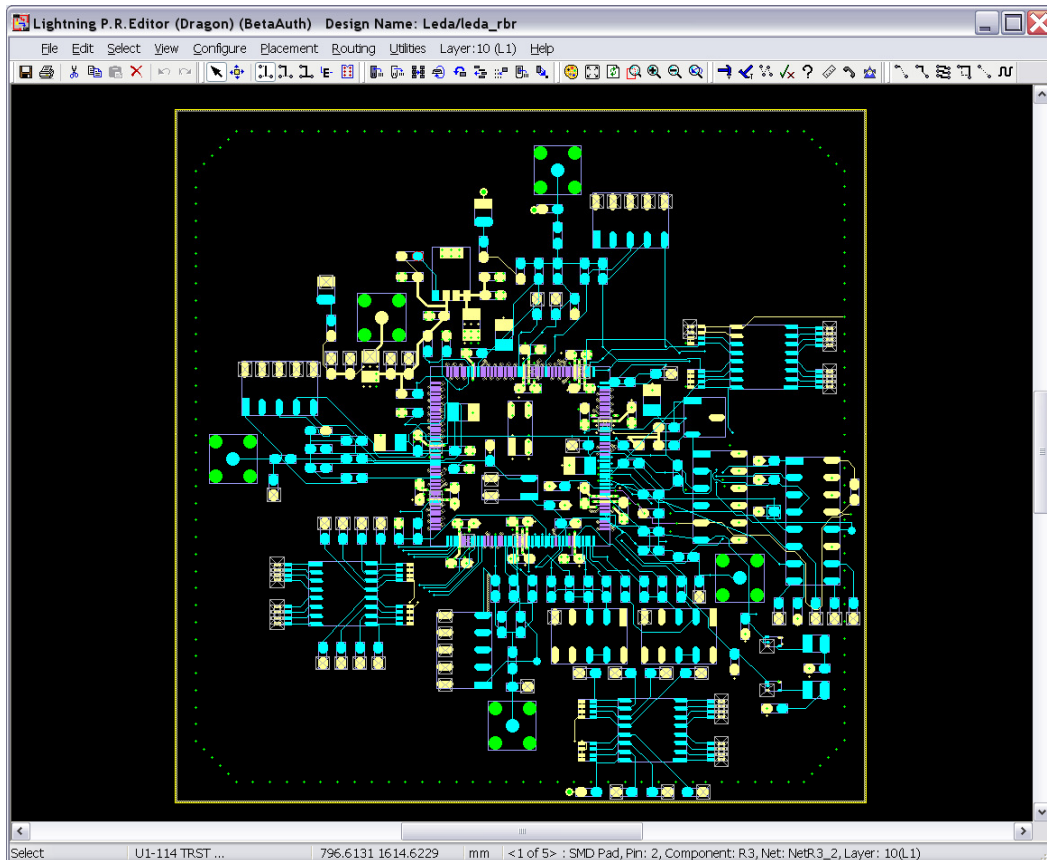 Lightning P.R.Editor (Dragon) (BetaAuth) Design Name: Leda/leda_rbr
File Edit Select View Configure Placement Routing Utilities Layer:10 (L1) Help
Select U1-114 TRST ... 796.6131 1614.6229 mm <1 of 5> : SMD Pad, Pin: 2, Component: R3, Net: NetR3_2, Layer: 10(L1)